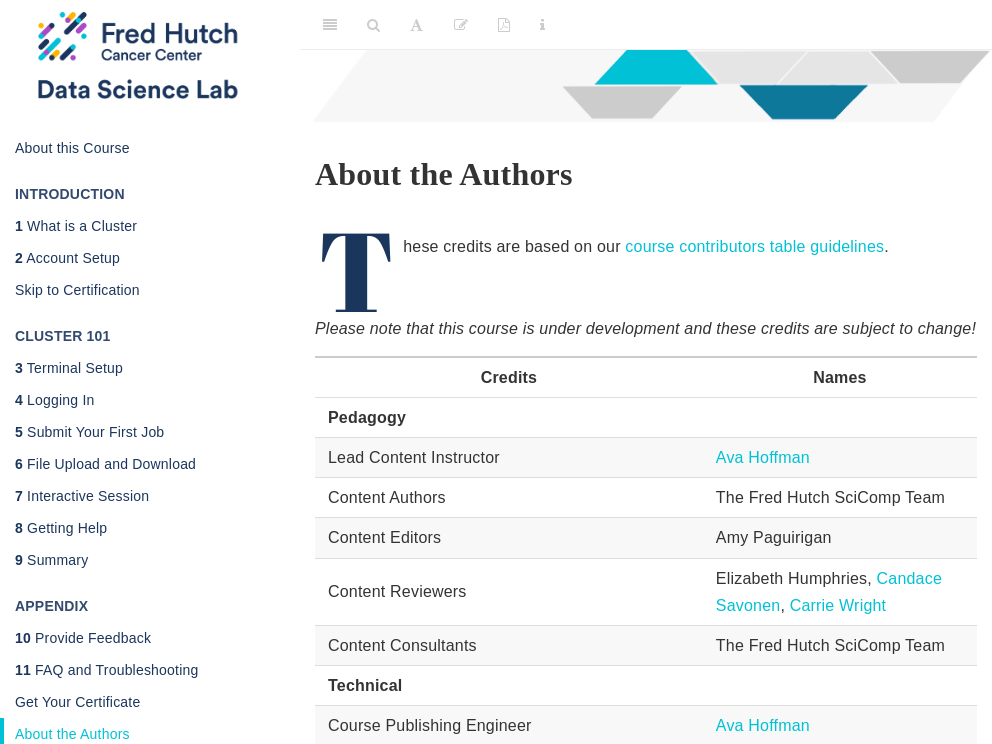 Fred Hutch
Cancer Center
Data Science Lab
About this Course
INTRODUCTION
1 What is a Cluster
2 Account Setup
Skip to Certification
CLUSTER 101
3 Terminal Setup
4 Logging In
5 Submit Your First Job
6 File Upload and Download
7 Interactive Session
8 Getting Help
9 Summary
APPENDIX
10 Provide Feedback
11 FAQ and Troubleshooting
Get Your Certificate
About the Authors
About the Authors
These credits are based on our course contributors table guidelines.
Please note that this course is under development and these credits are subject to change!
Credits Names
Pedagogy
Lead Content Instructor Ava Hoffman
Content Authors The Fred Hutch SciComp Team
Content Editors Amy Paguirigan
Content Reviewers Elizabeth Humphries, Candace
Savonen, Carrie Wright
Content Consultants The Fred Hutch SciComp Team
Technical
Course Publishing Engineer Ava Hoffman